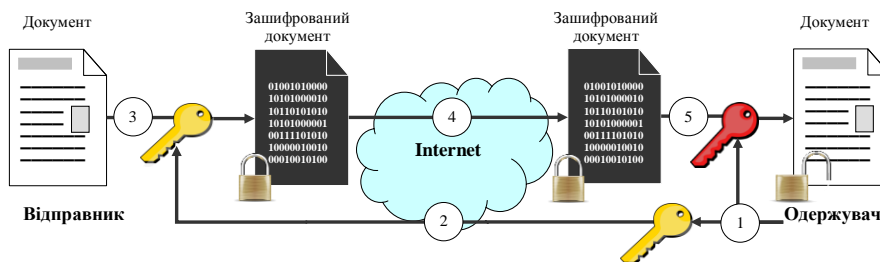 Документ
Зашифрований
документ
Зашифрований
документ
Документ
01001010000
10101000010
10110101010
10101000001
00111101010
10000010010
00010010100
01001010000
10101000010
10110101010
10101000001
00111101010
10000010010
00010010100
3
4
5
Internet
Відправник
2
1
Одержувач